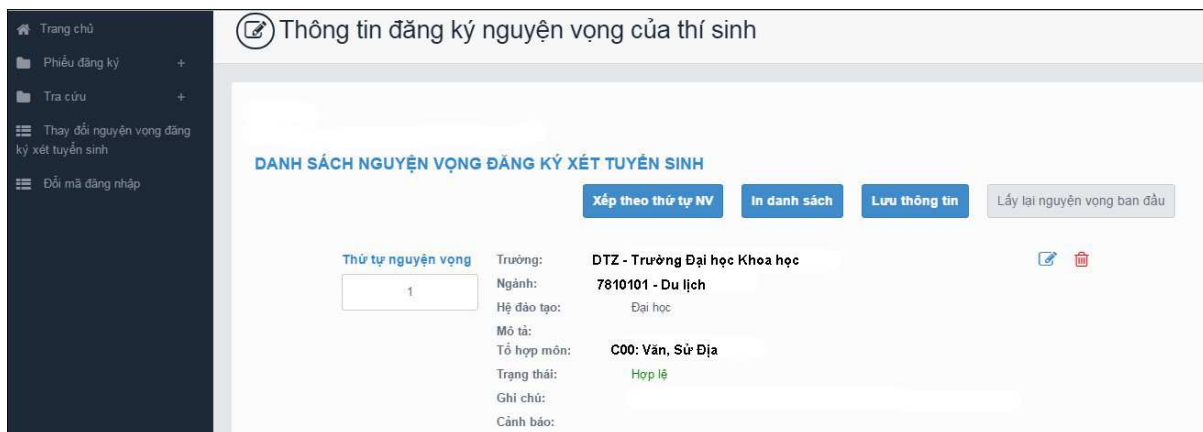 Trang chủ
Phiếu đăng ký +
Tra cứu +
Thay đổi nguyện vọng đăng
ký xét tuyển sinh
Đổi mã đăng nhập
Thông tin đăng ký nguyện vọng của thí sinh
DANH SÁCH NGUYỆN VỌNG ĐĂNG KÝ XÉT TUYỂN SINH
Xếp theo thứ tự NV
In danh sách
Lưu thông tin
Lấy lại nguyện vọng ban đầu
Thứ tự nguyện vọng
1
Trường: DTZ - Trường Đại học Khoa học
Ngành: 7810101 - Du lịch
Hệ đào tạo: Đại học
Mô tả:
Tổ hợp môn: C00: Văn, Sử Địa
Trạng thái: Hợp lệ
Ghi chú:
Cảnh báo: